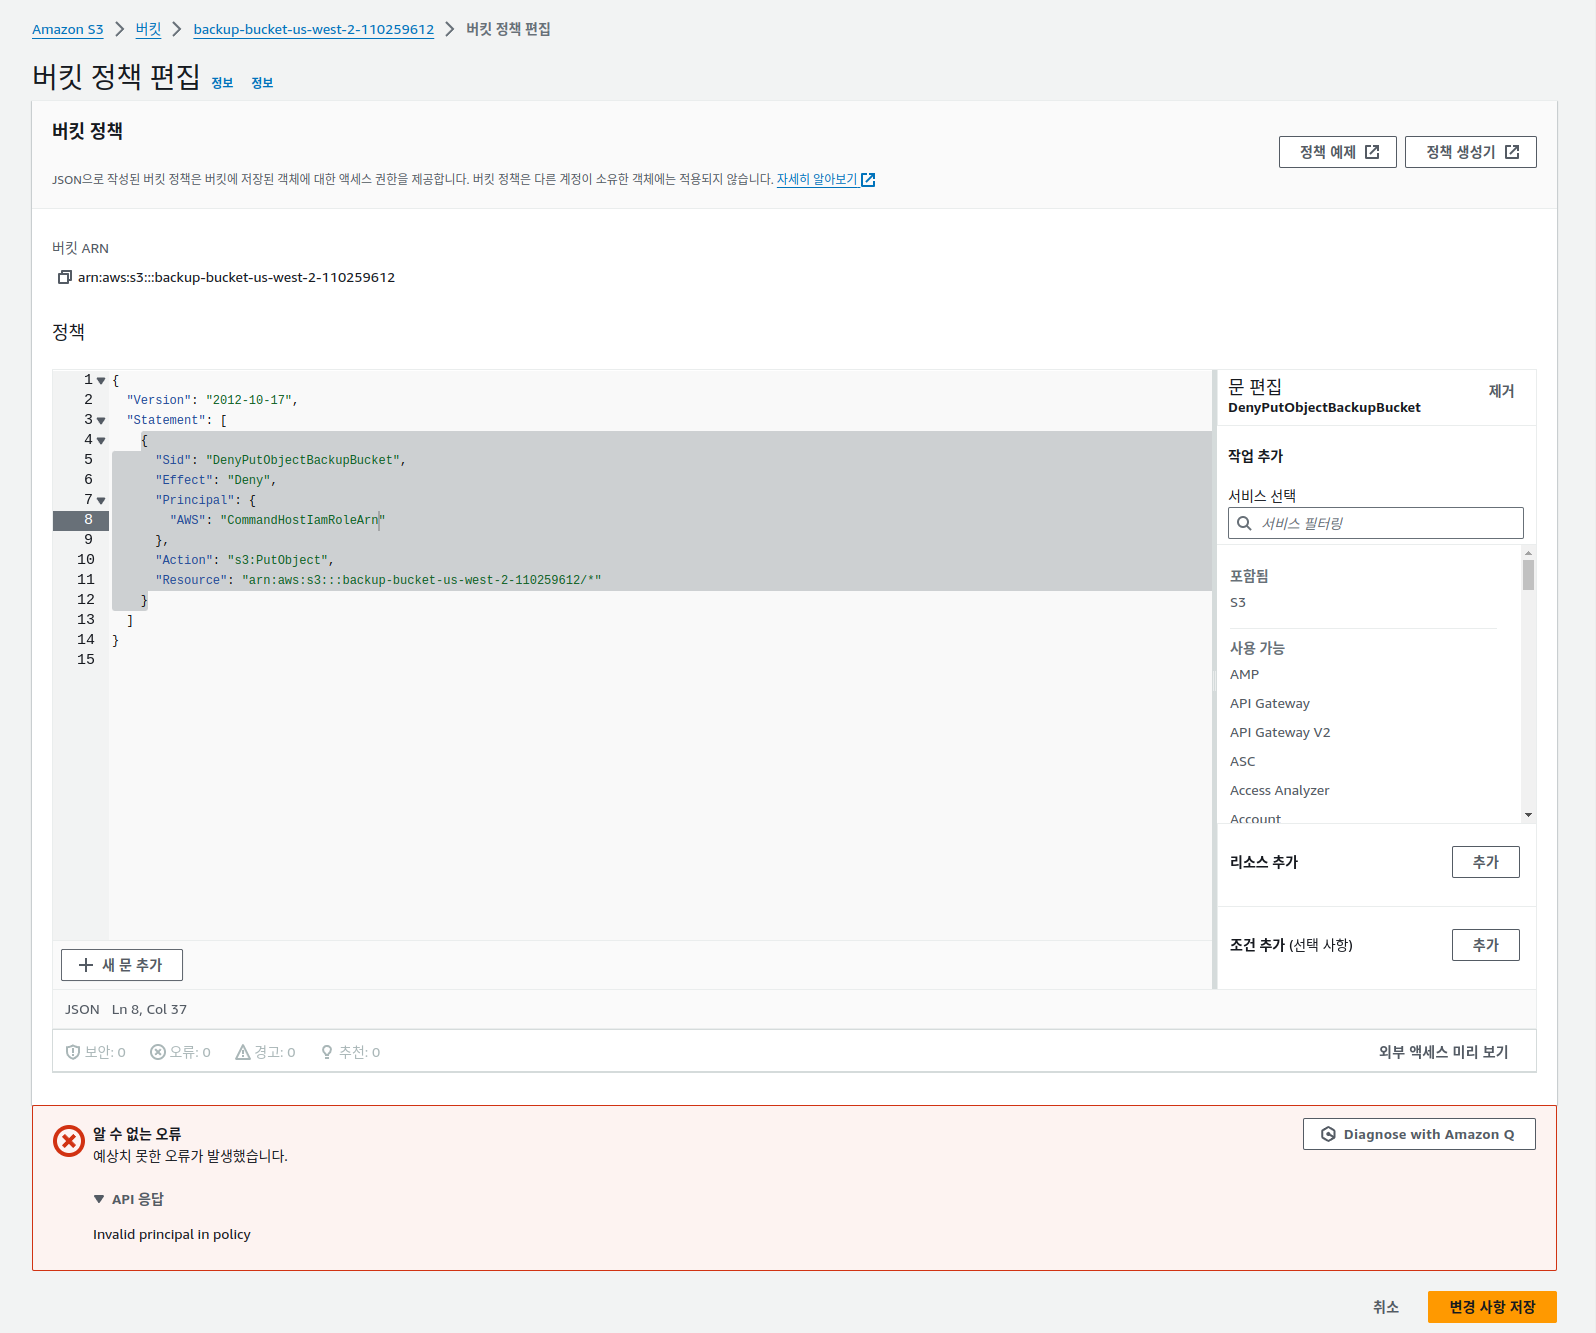 Amazon S3 > 버킷 > backup-bucket-us-west-2-110259612 > 버킷 정책 편집
버킷 정책 편집 정보 정보
버킷 정책
정책 예제
정책 생성기
JSON으로 작성된 버킷 정책은 버킷에 저장된 객체에 대한 액세스 권한을 제공합니다. 버킷 정책은 다른 계정이 소유한 객체에는 적용되지 않습니다. 자세히 알아보기
버킷 ARN
arn:aws:s3:::backup-bucket-us-west-2-110259612
정책
1 {
2 "Version": "2012-10-17",
3 "Statement": [
4 {
5 "Sid": "DenyPutObjectBackupBucket",
6 "Effect": "Deny",
7 "Principal": {
8 "AWS": "CommandHostIamRoleArn"
9 },
10 "Action": "s3:PutObject",
11 "Resource": "arn:aws:s3:::backup-bucket-us-west-2-110259612/*"
12 }
13 ]
14 }
15
문 편집
제거
DenyPutObjectBackupBucket
작업 추가
서비스 선택
서비스 필터링
포함됨
S3
사용 가능
AMP
API Gateway
API Gateway V2
ASC
Access Analyzer
Account
리소스 추가
추가
조건 추가 (선택 사항)
추가
새 문 추가
JSON Ln 8, Col 37
보안: 0 오류: 0 경고: 0 추천: 0
외부 액세스 미리 보기
알 수 없는 오류
예상치 못한 오류가 발생했습니다.
Diagnose with Amazon Q
API 응답
Invalid principal in policy
취소
변경 사항 저장